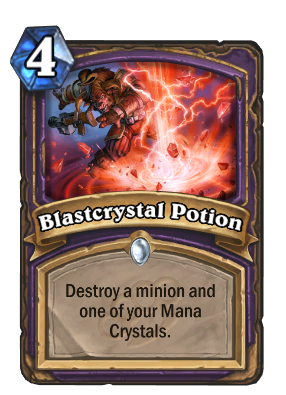 4
Blastcrystal Potion
Destroy a minion and
one of your Mana
Crystals.